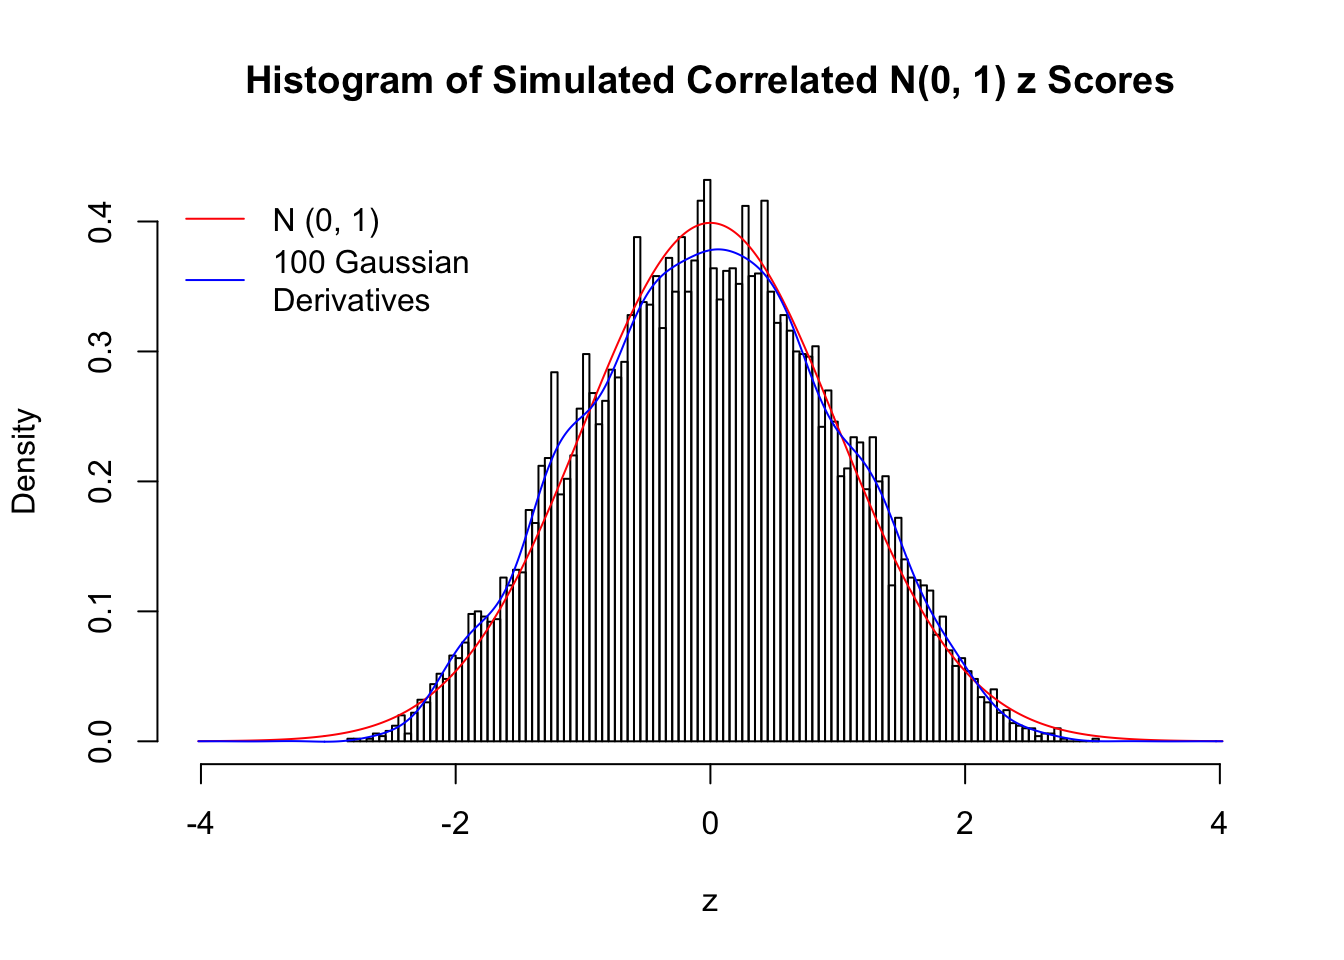 Histogram of Simulated Correlated N(0, 1) z Scores
N (0, 1)
100 Gaussian
Derivatives
Density
0.0
0.1
0.2
0.3
0.4
-4
-2
0
2
4
z